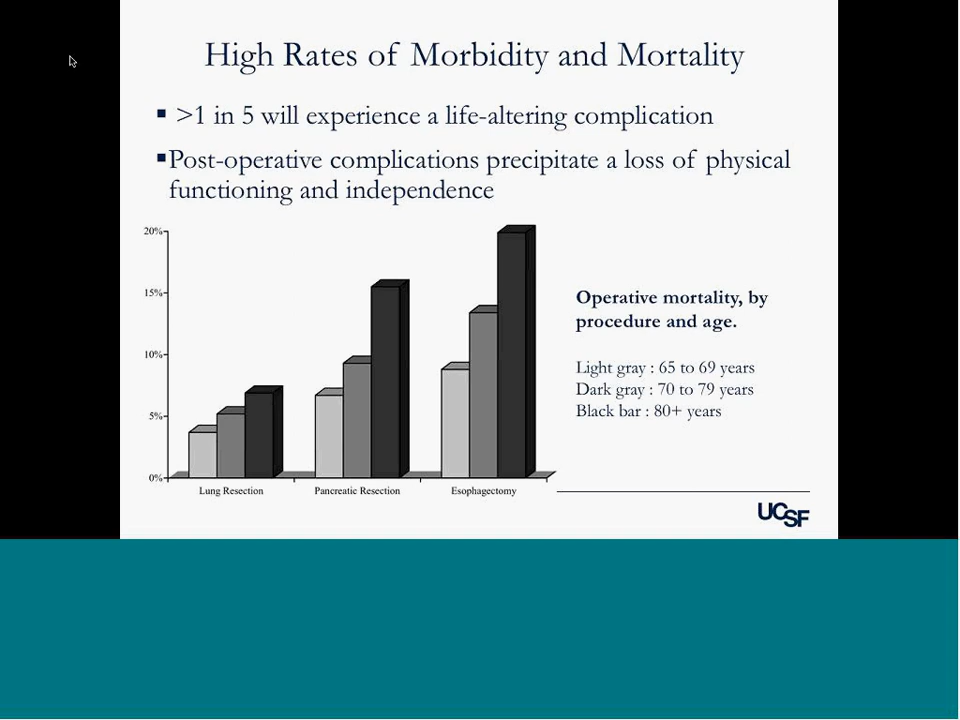 High Rates of Morbidity and Mortality
▪ >1 in 5 will experience a life-altering complication
▪Post-operative complications precipitate a loss of physical
functioning and independence
20%
15%
10%
5%
0%
Lung Resection
Pancreatic Resection
Esophagectomy
Operative mortality, by
procedure and age.
Light gray : 65 to 69 years
Dark gray : 70 to 79 years
Black bar : 80+ years
UCSF